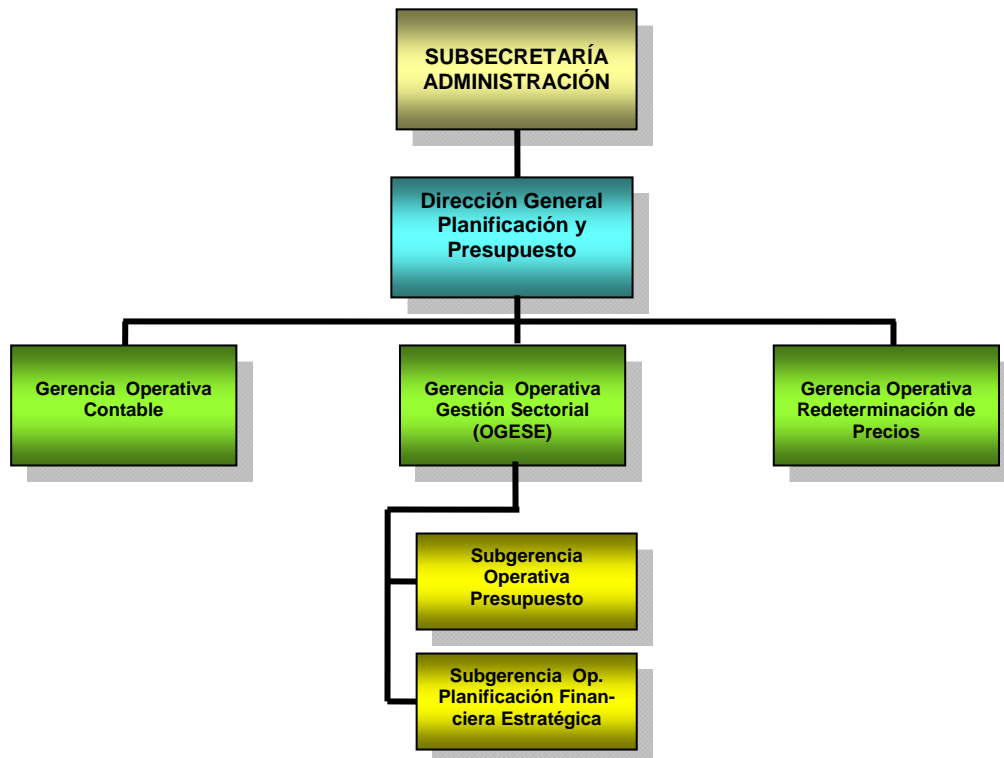 SUBSECRETARÍA
ADMINISTRACIÓN
Dirección General
Planificación y
Presupuesto
Gerencia Operativa
Contable
Gerencia Operativa
Gestión Sectorial
(OGESE)
Gerencia Operativa
Redeterminación de
Precios
Subgerencia
Operativa
Presupuesto
Subgerencia Op.
Planificación Finan-
ciera Estratégica